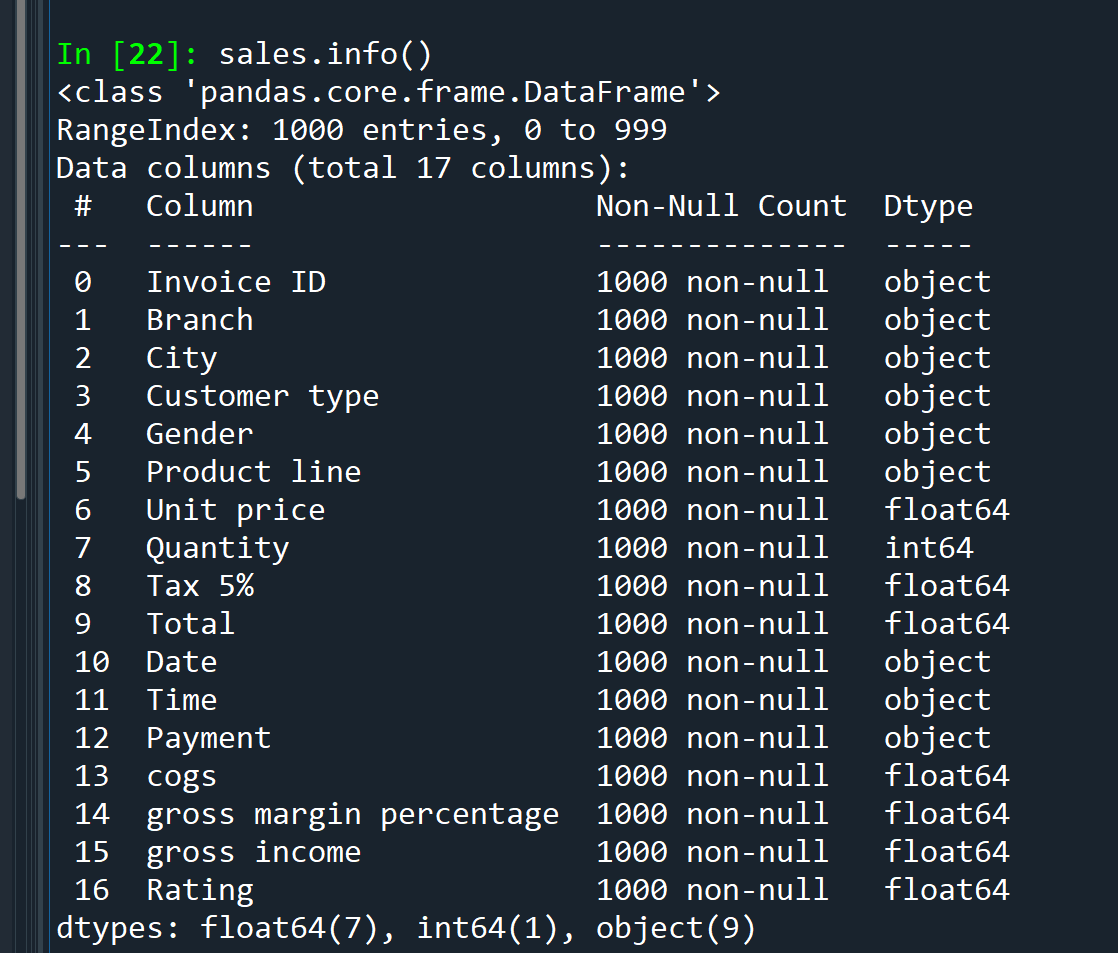 In [22]: sales.info()
<class 'pandas.core.frame.DataFrame'>
RangeIndex: 1000 entries, 0 to 999
Data columns (total 17 columns):
 #   Column                   Non-Null Count  Dtype
---  ------                   --------------  -----
 0   Invoice ID               1000 non-null   object
 1   Branch                   1000 non-null   object
 2   City                     1000 non-null   object
 3   Customer type            1000 non-null   object
 4   Gender                   1000 non-null   object
 5   Product line             1000 non-null   object
 6   Unit price               1000 non-null   float64
 7   Quantity                 1000 non-null   int64
 8   Tax 5%                   1000 non-null   float64
 9   Total                    1000 non-null   float64
 10  Date                     1000 non-null   object
 11  Time                     1000 non-null   object
 12  Payment                  1000 non-null   object
 13  cogs                     1000 non-null   float64
 14  gross margin percentage  1000 non-null   float64
 15  gross income             1000 non-null   float64
 16  Rating                   1000 non-null   float64
dtypes: float64(7), int64(1), object(9)